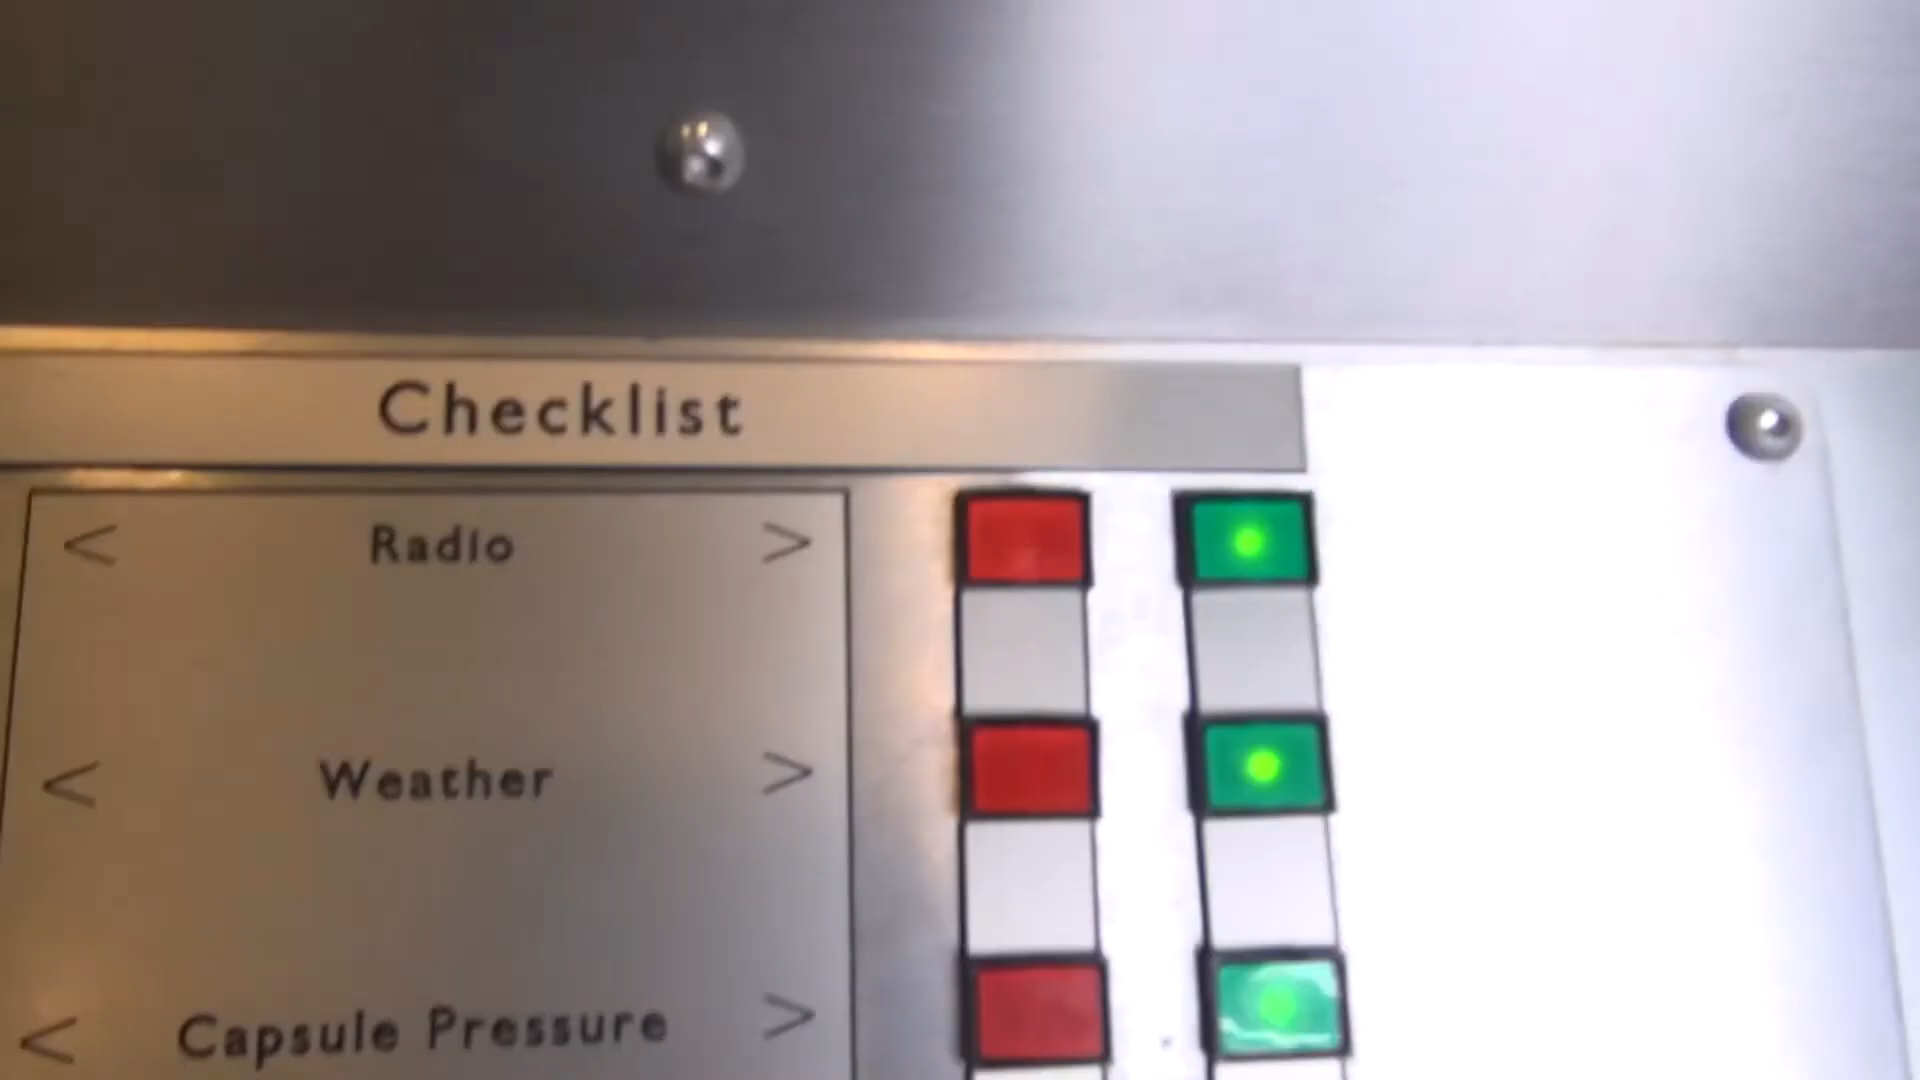 Checklist
< Radio >
< Weather >
< Capsule Pressure >